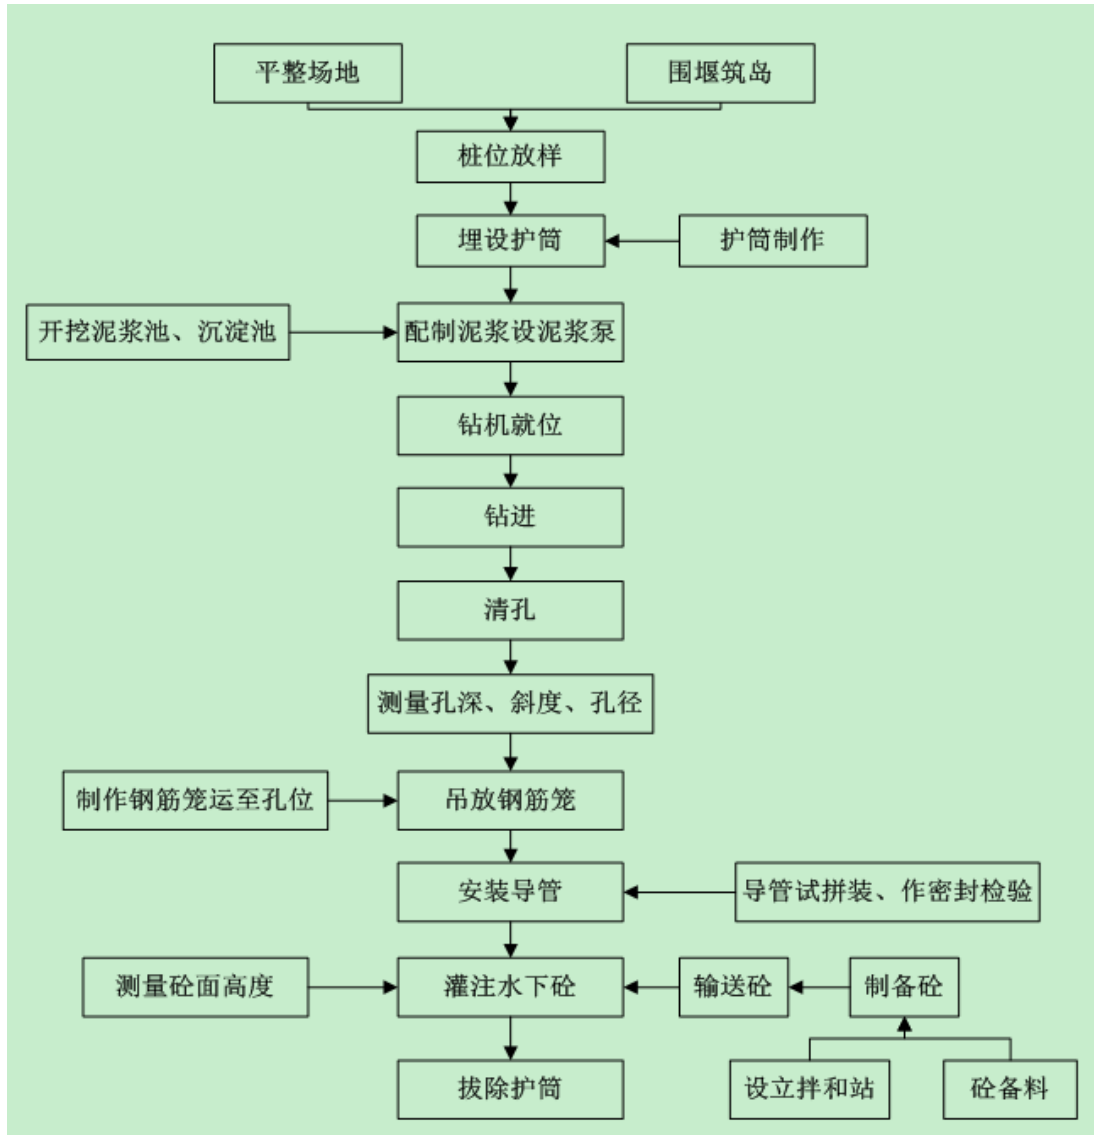 平整场地
围堰筑岛
桩位放样
埋设护筒
护筒制作
开挖泥浆池、沉淀池
配制泥浆设泥浆泵
钻机就位
钻进
清孔
测量孔深、斜度、孔径
制作钢筋笼运至孔位
吊放钢筋笼
安装导管
导管试拼装、作密封检验
测量砼面高度
灌注水下砼
输送砼
制备砼
拔除护筒
设立拌和站
砼备料